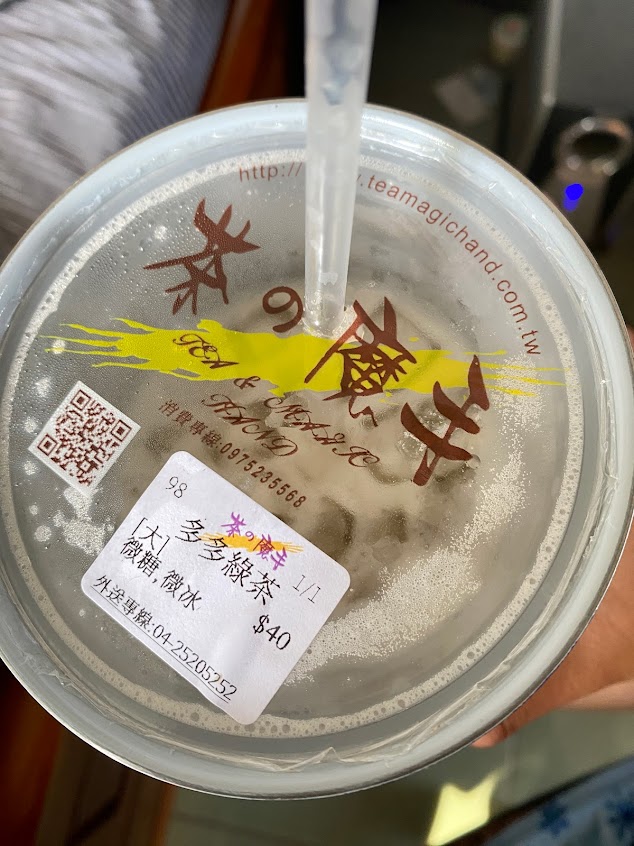 http://
.teamagichand.com.tw
茶の魔手
TEA & MAGIC
HAND
消費專線:0975235568
98
茶の魔手
1/1
[大] 多多綠茶
微糖,微冰
$40
外送專線:04-25205252